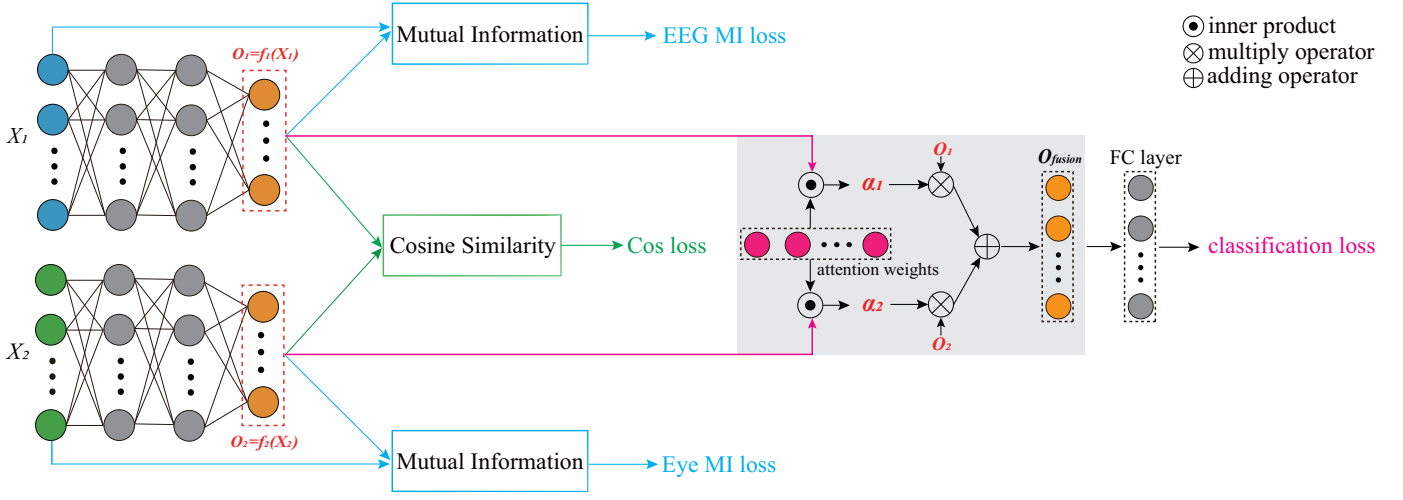 Mutual Information
EEG MI loss
inner product
multiply operator
adding operator
O₁=f₁(X₁)
X₁
O₁
α₁
O_fusion
FC layer
Cosine Similarity
Cos loss
attention weights
classification loss
α₂
O₂
X₂
O₂=f₂(X₂)
Mutual Information
Eye MI loss